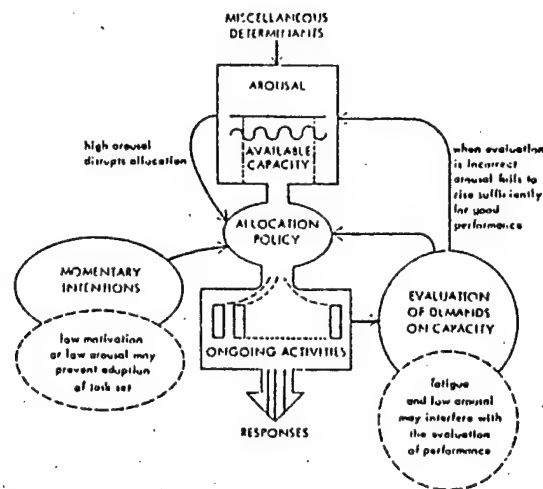 MISCELLANEOUS
DETERMINANTS
AROUSAL
AVAILABLE
CAPACITY
high arousal
disrupts allocation
when evaluation
is incorrect
arousal fails to
rise sufficiently
for good
performance
ALLOCATION
POLICY
MOMENTARY
INTENTIONS
low motivation
or low arousal may
prevent adoption
of task set
ONGOING ACTIVITIES
RESPONSES
EVALUATION
OF DEMANDS
ON CAPACITY
fatigue
and low arousal
may interfere with
the evaluation
of performance